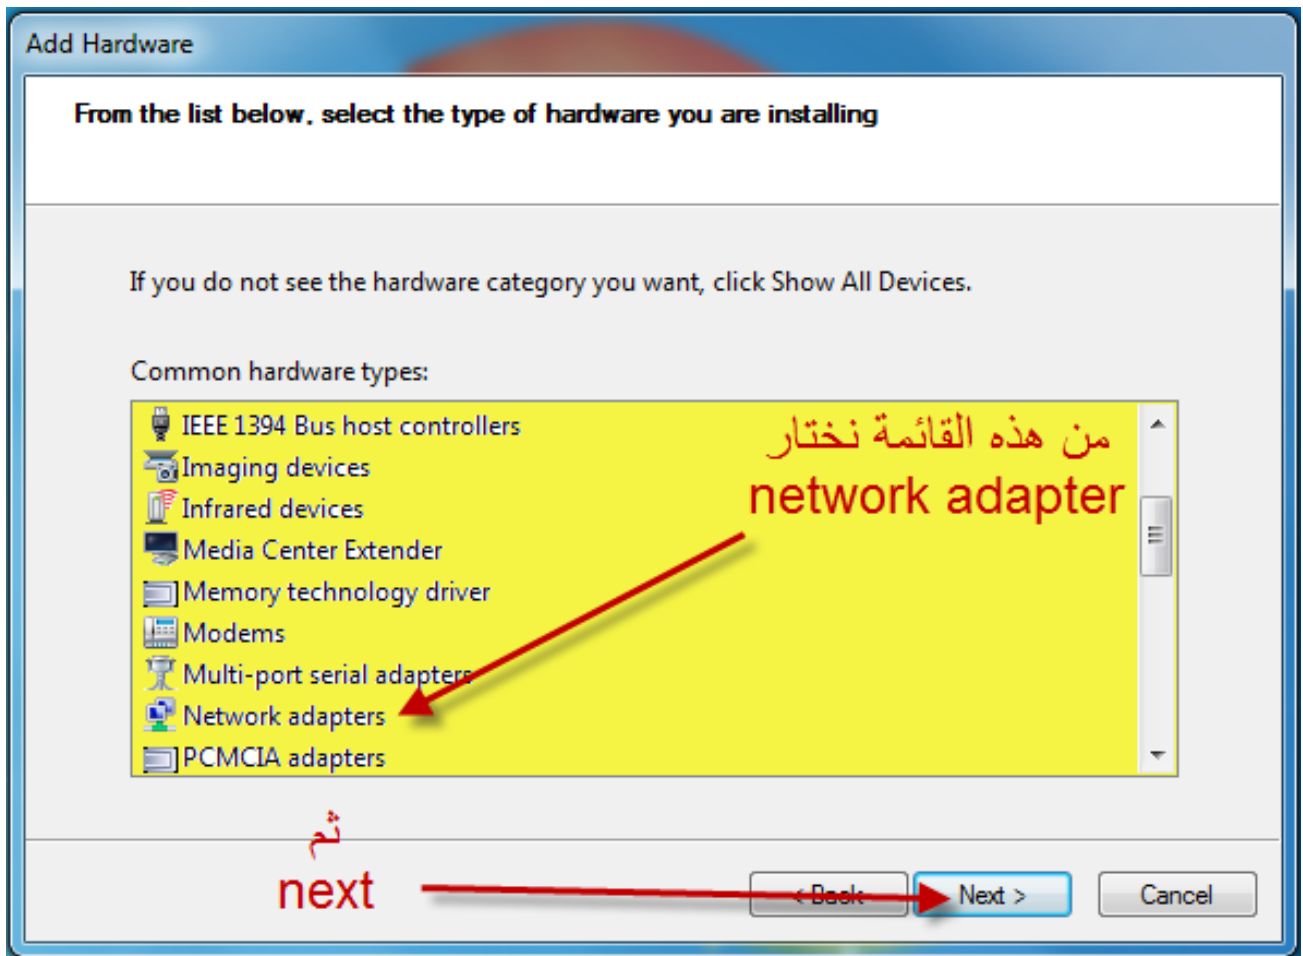 Add Hardware
From the list below, select the type of hardware you are installing
If you do not see the hardware category you want, click Show All Devices.
Common hardware types:
IEEE 1394 Bus host controllers
من هذه القائمة نختار
network adapter
Imaging devices
Infrared devices
Media Center Extender
Memory technology driver
Modems
Multi-port serial adapters
Network adapters
PCMCIA adapters
ثم
next
< Back
Next >
Cancel